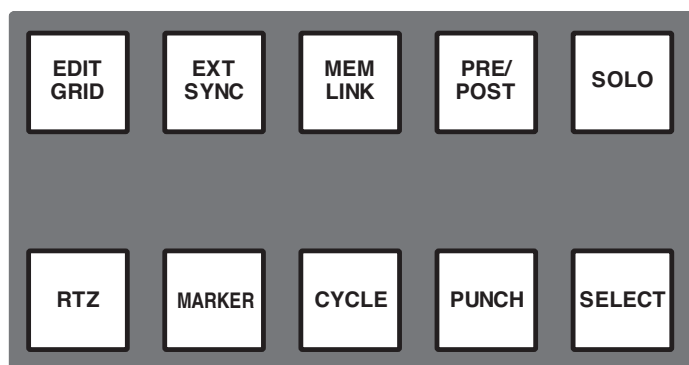 EDIT
GRID
EXT
SYNC
MEM
LINK
PRE/
POST
SOLO
RTZ
MARKER
CYCLE
PUNCH
SELECT